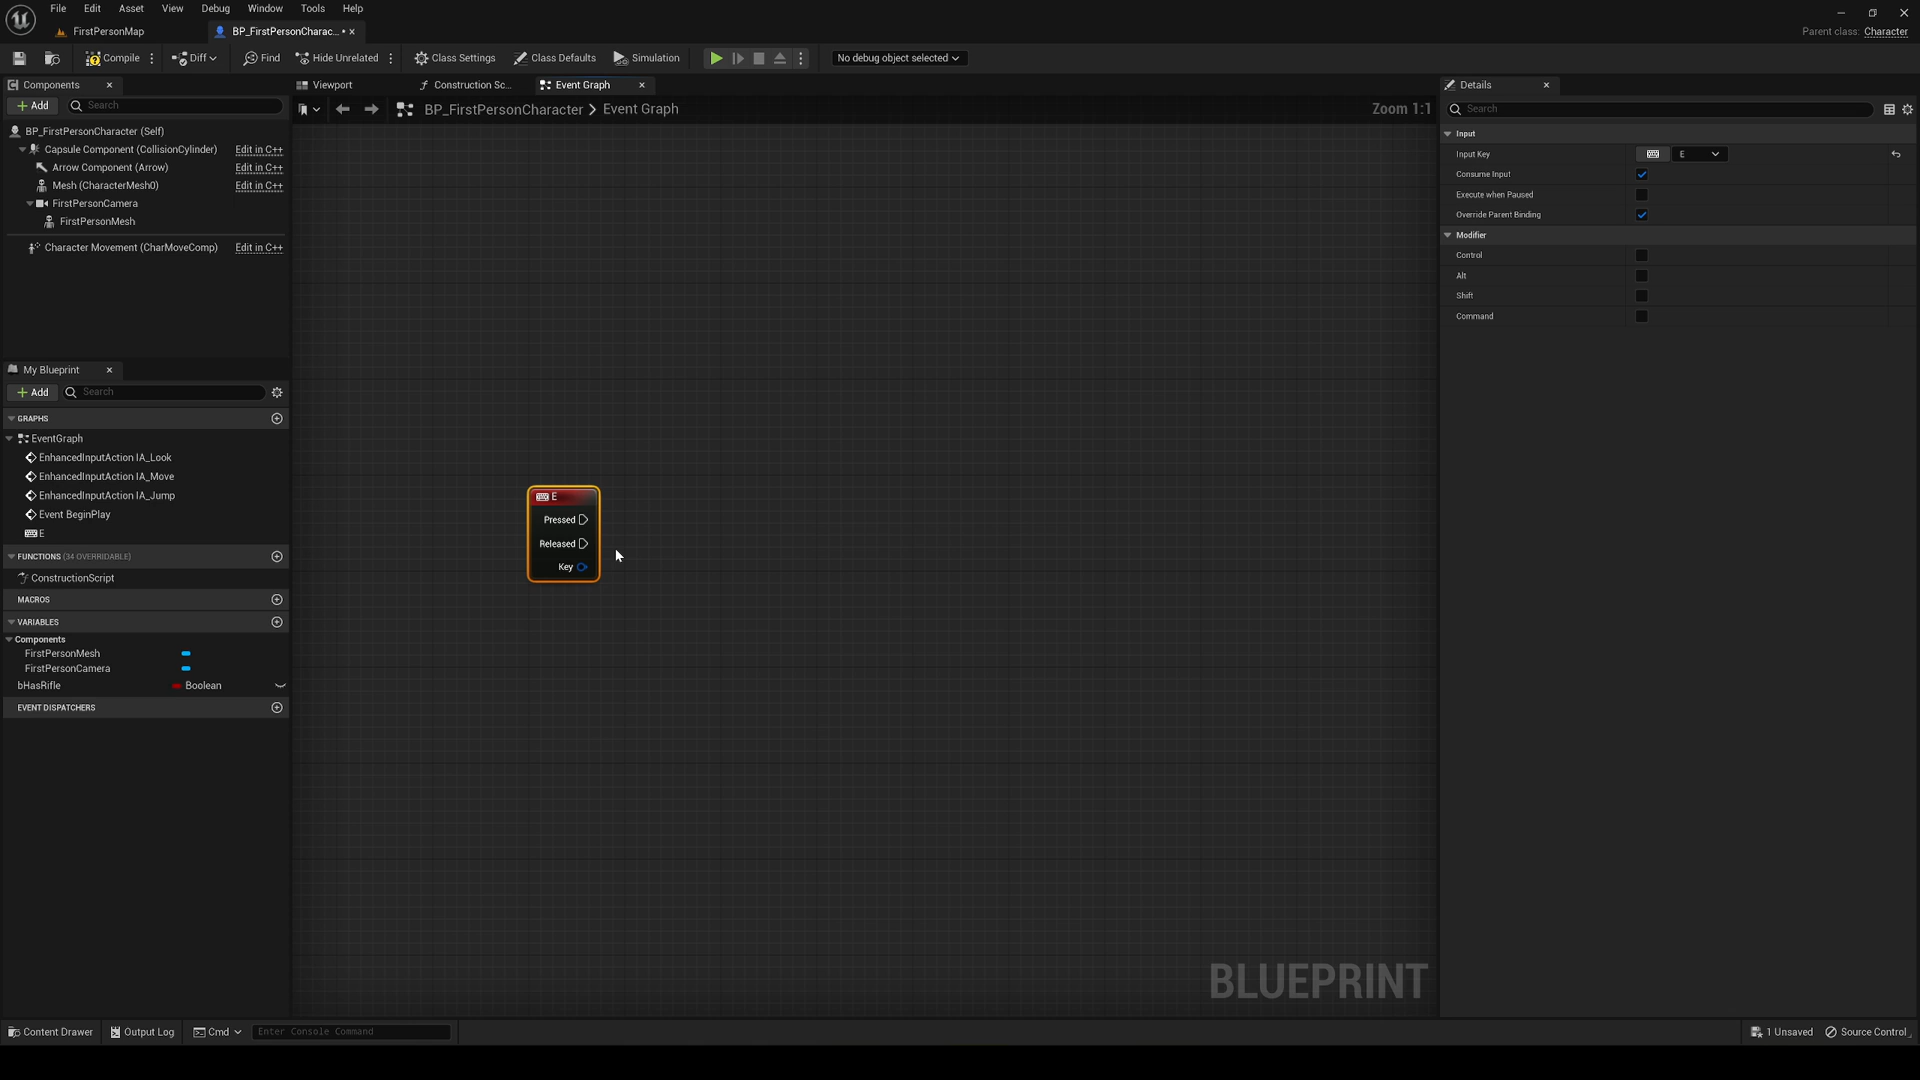 File Edit Asset View Debug Window Tools Help
FirstPersonMap
BP_FirstPersonCharac... •
Parent class: Character
Compile
Diff
Find
Hide Unrelated
Class Settings
Class Defaults
Simulation
No debug object selected
Components
Add
Search
BP_FirstPersonCharacter (Self)
Capsule Component (CollisionCylinder) Edit in C++
Arrow Component (Arrow) Edit in C++
Mesh (CharacterMesh0) Edit in C++
FirstPersonCamera
FirstPersonMesh
Character Movement (CharMoveComp) Edit in C++
My Blueprint
Add
Search
GRAPHS
EventGraph
EnhancedInputAction IA_Look
EnhancedInputAction IA_Move
EnhancedInputAction IA_Jump
Event BeginPlay
E
FUNCTIONS (34 OVERRIDABLE)
ConstructionScript
MACROS
VARIABLES
Components
FirstPersonMesh
FirstPersonCamera
bHasRifle Boolean
EVENT DISPATCHERS
Viewport
Construction Sc...
Event Graph
BP_FirstPersonCharacter > Event Graph
Zoom 1:1
E
Pressed
Released
Key
BLUEPRINT
Details
Search
Input
Input Key E
Consume Input
Execute when Paused
Override Parent Binding
Modifier
Control
Alt
Shift
Command
Content Drawer
Output Log
Cmd
Enter Console Command
1 Unsaved
Source Control